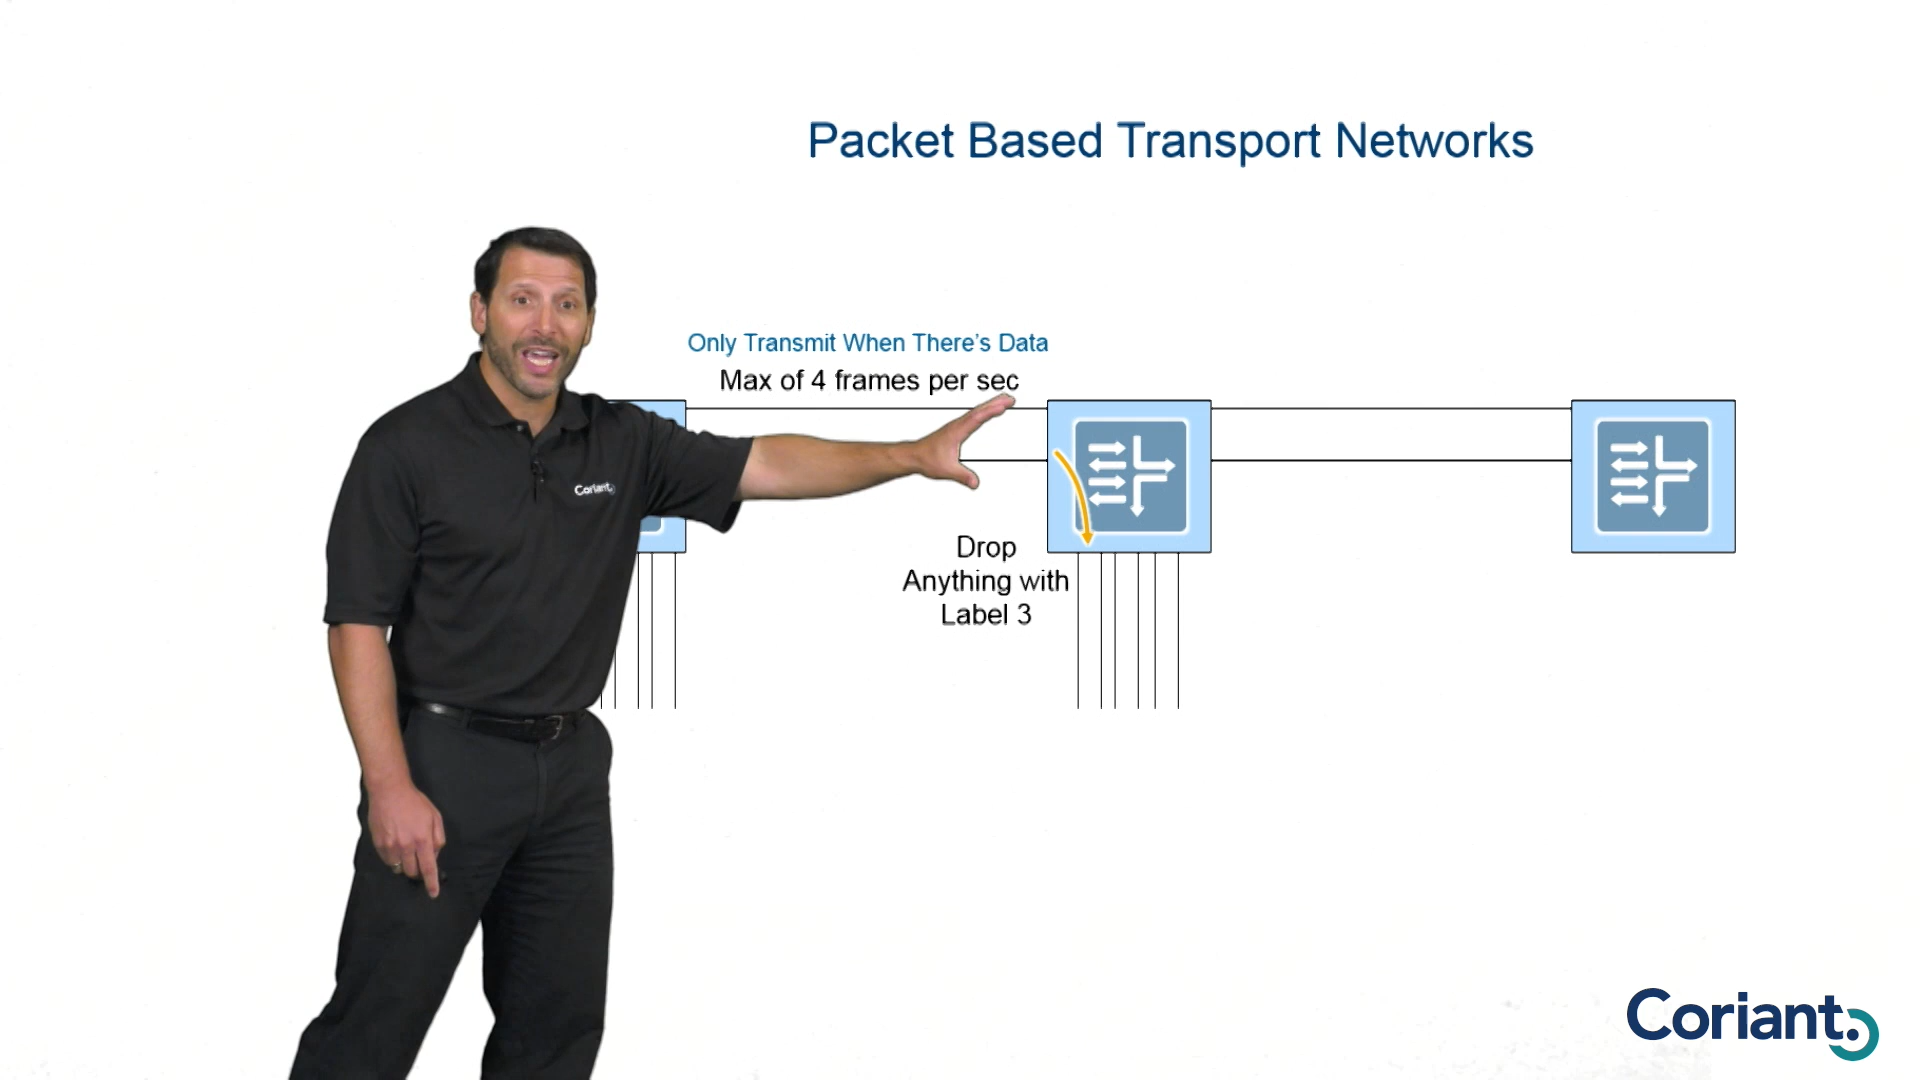 Packet Based Transport Networks
Only Transmit When There's Data
Max of 4 frames per sec
Coriant
Drop
Anything with
Label 3
Coriant